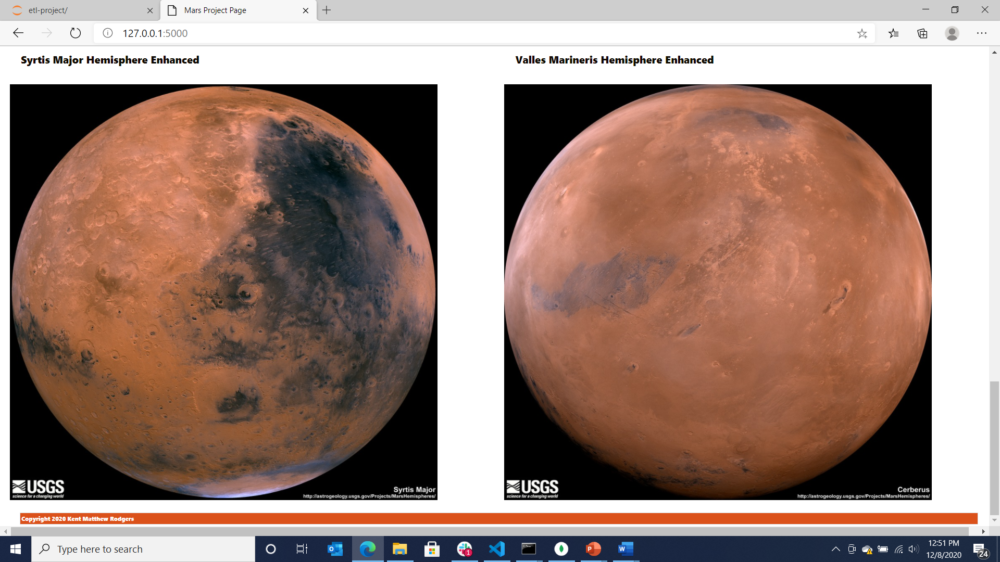 etl-project/
Mars Project Page
127.0.0.1:5000
Syrtis Major Hemisphere Enhanced
Valles Marineris Hemisphere Enhanced
USGS
science for a changing world
Syrtis Major
http://astrogeology.usgs.gov/Projects/MarsHemispheres/
USGS
science for a changing world
Cerberus
http://astrogeology.usgs.gov/Projects/MarsHemispheres/
Copyright 2020 Kent Matthew Rodgers
Type here to search
O
1
P
W
12:51 PM
12/8/2020
24